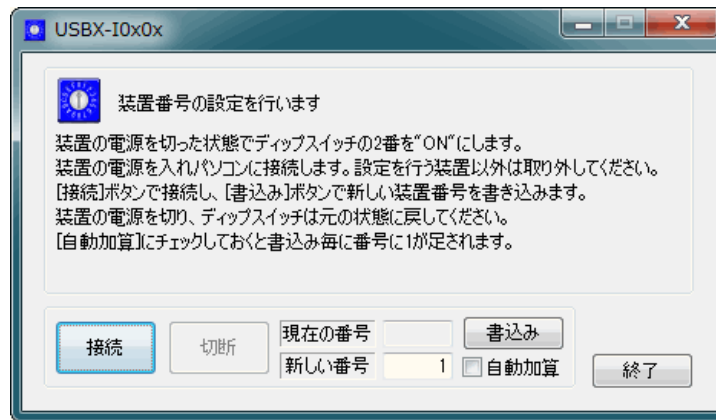 USBX-I0x0x
装置番号の設定を行います
装置の電源を切った状態でディップスイッチの2番を"ON"にします。
装置の電源を入れパソコンに接続します。設定を行う装置以外は取り外してください。
[接続]ボタンで接続し、[書込み]ボタンで新しい装置番号を書き込みます。
装置の電源を切り、ディップスイッチは元の状態に戻してください。
[自動加算]にチェックしておくと書込み毎に番号に1が足されます。
接続
切断
現在の番号
書込み
新しい番号
1
自動加算
終了